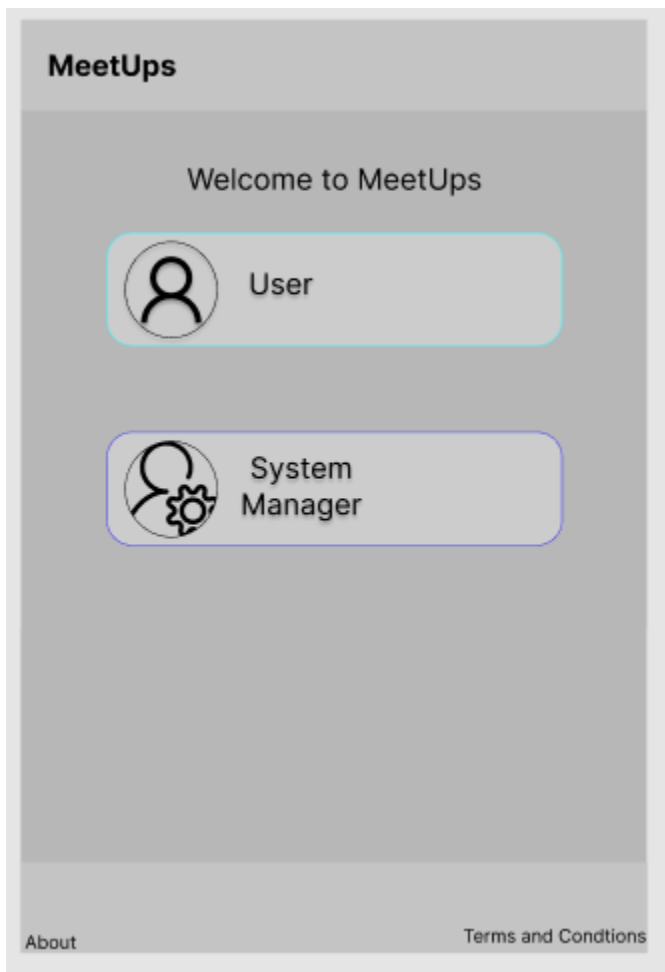 MeetUps
Welcome to MeetUps
User
System
Manager
About
Terms and Condtions